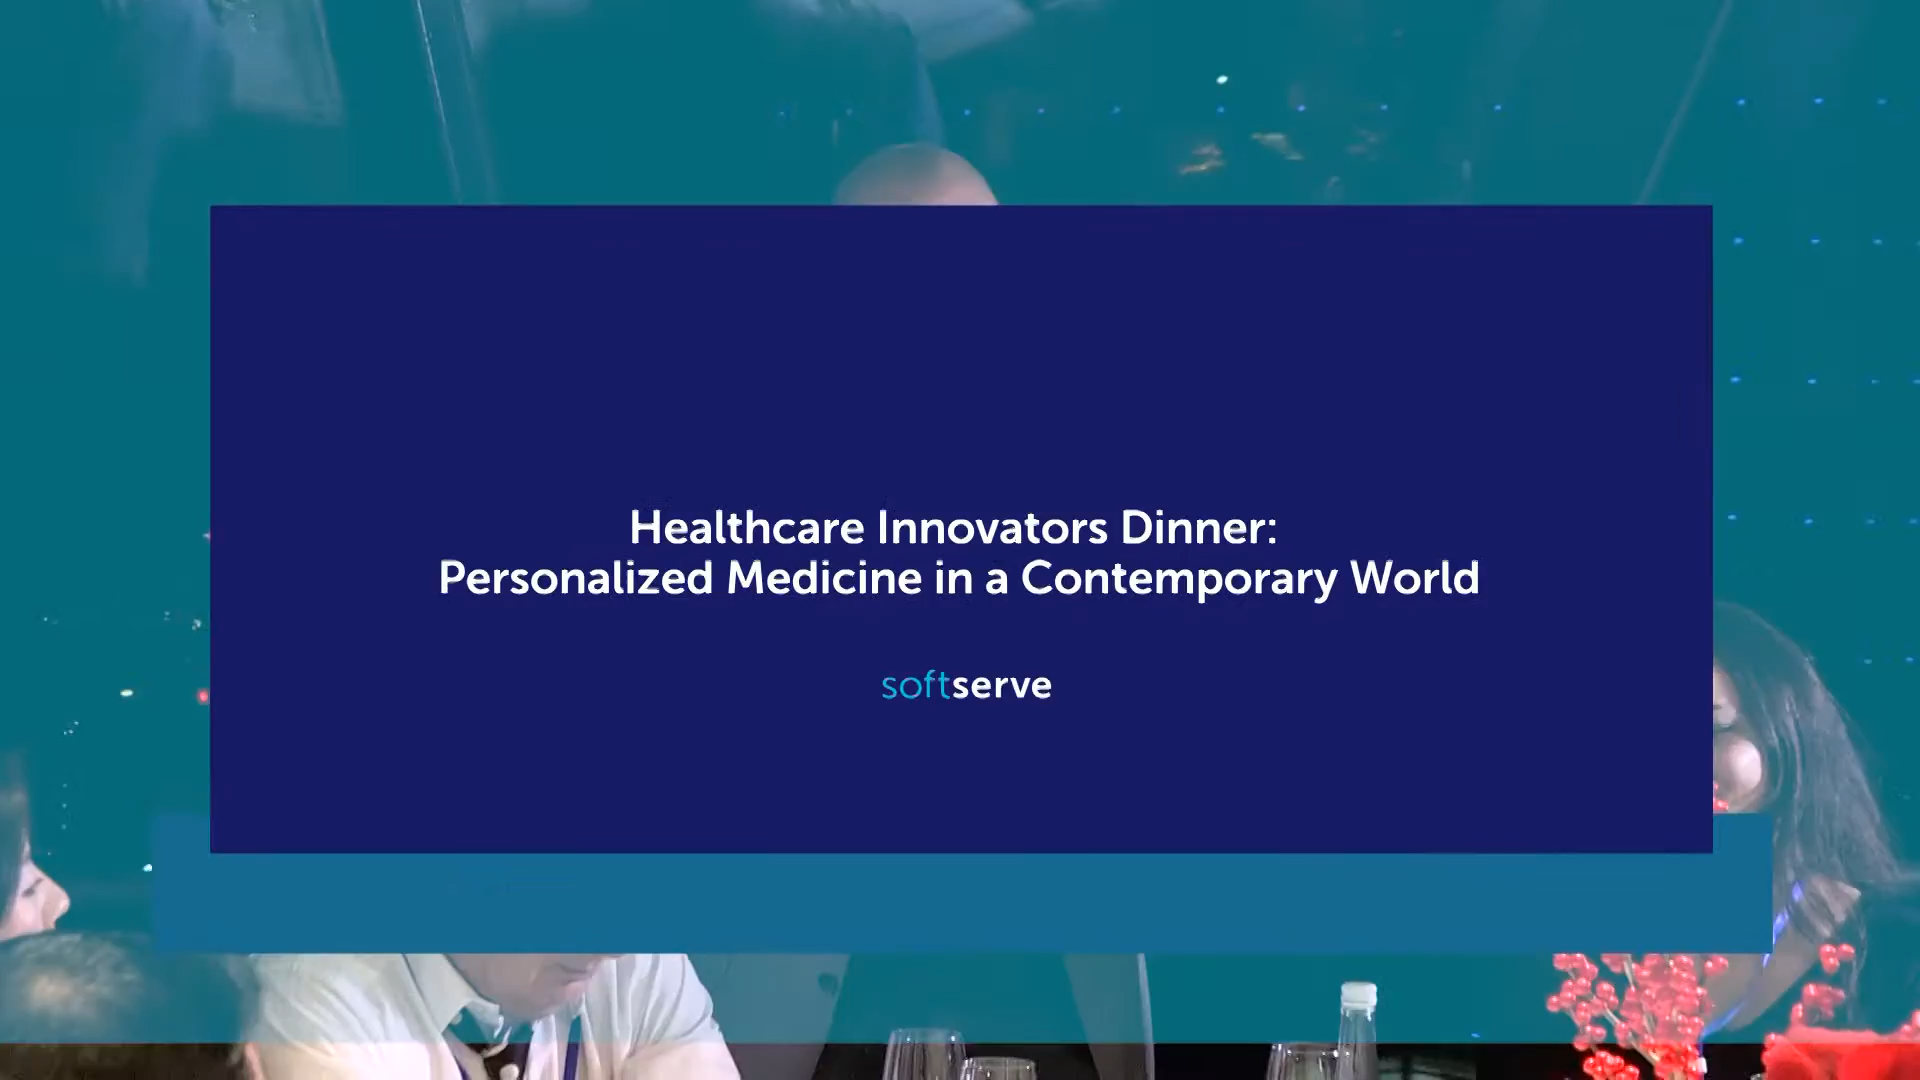 Healthcare Innovators Dinner:
Personalized Medicine in a Contemporary World
softserve